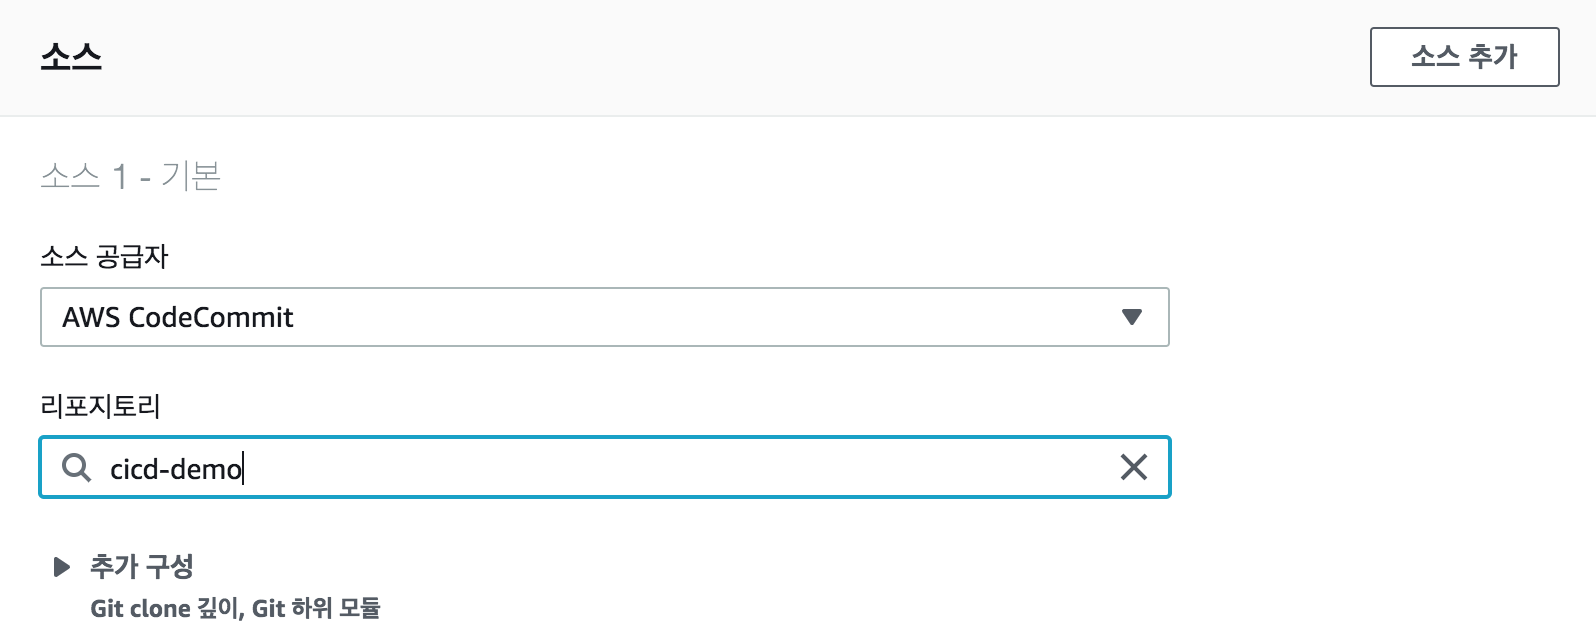 소스
소스 추가
소스 1 - 기본
소스 공급자
AWS CodeCommit
리포지토리
cicd-demo
추가 구성
Git clone 깊이, Git 하위 모듈